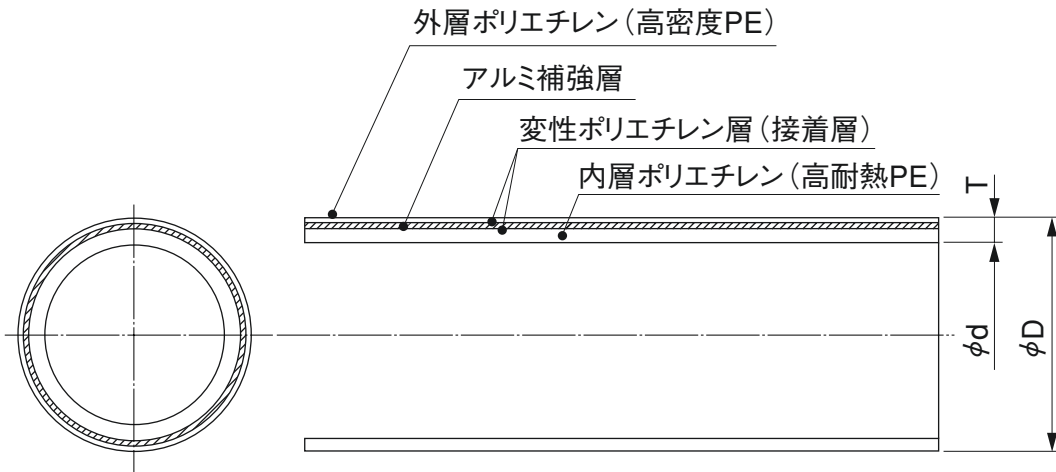 外層ポリエチレン（高密度PE）
アルミ補強層
変性ポリエチレン層（接着層）
内層ポリエチレン（高耐熱PE）
T
φd
φD